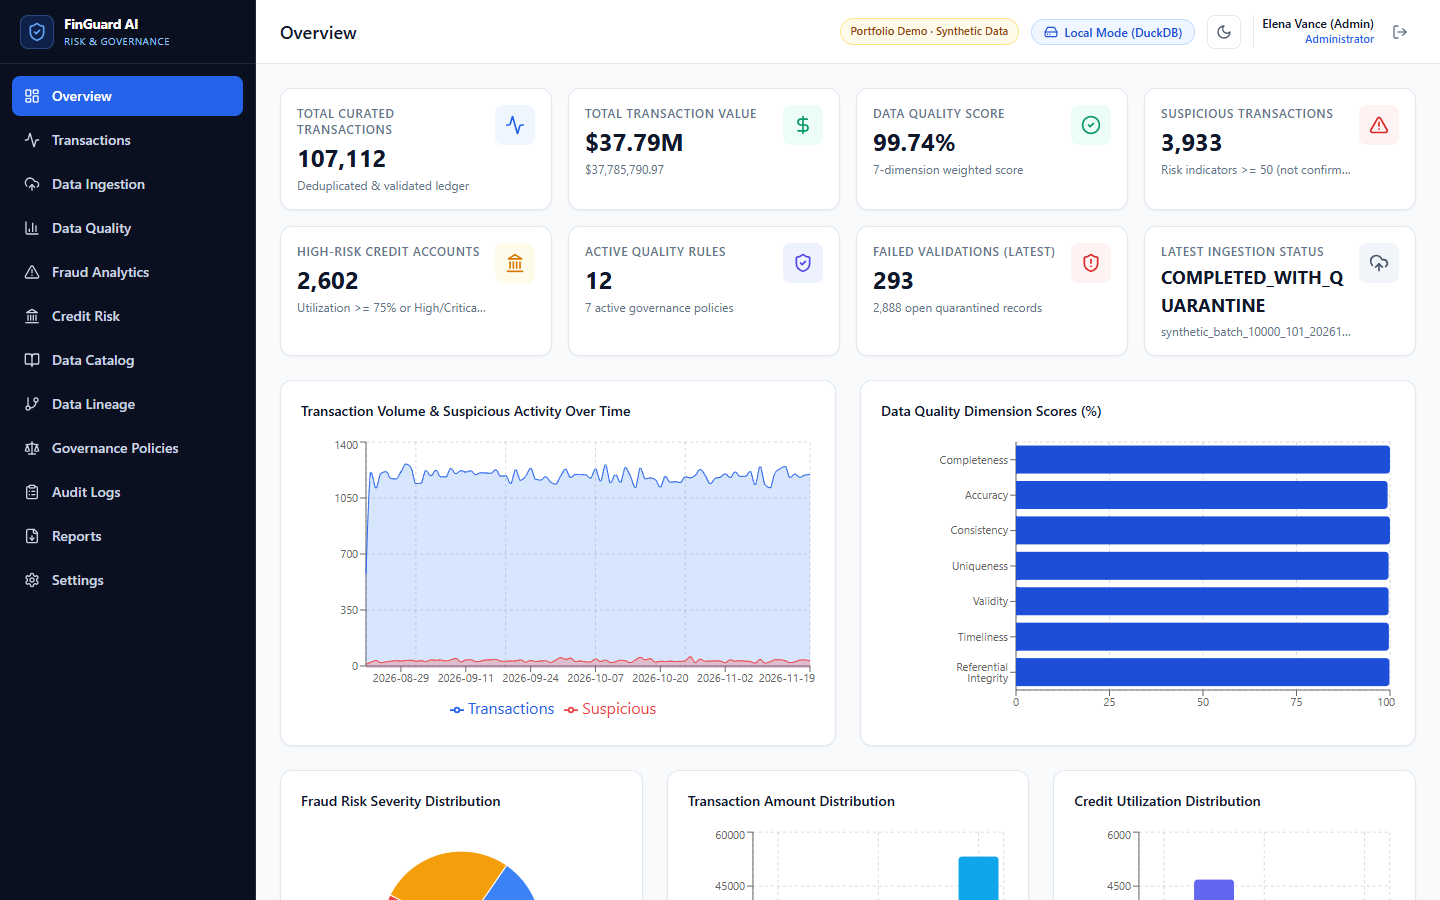 FinGuard AI
RISK & GOVERNANCE
Overview
Transactions
Data Ingestion
Data Quality
Fraud Analytics
Credit Risk
Data Catalog
Data Lineage
Governance Policies
Audit Logs
Reports
Settings
Overview
Portfolio Demo · Synthetic Data
Local Mode (DuckDB)
Elena Vance (Admin)
Administrator
TOTAL CURATED
TRANSACTIONS
107,112
Deduplicated & validated ledger
TOTAL TRANSACTION VALUE
$37.79M
$37,785,790.97
DATA QUALITY SCORE
99.74%
7-dimension weighted score
SUSPICIOUS TRANSACTIONS
3,933
Risk indicators >= 50 (not confirm...
HIGH-RISK CREDIT ACCOUNTS
2,602
Utilization >= 75% or High/Critica...
ACTIVE QUALITY RULES
12
7 active governance policies
FAILED VALIDATIONS (LATEST)
293
2,888 open quarantined records
LATEST INGESTION STATUS
COMPLETED_WITH_Q
UARANTINE
synthetic_batch_10000_101_20261...
Transaction Volume & Suspicious Activity Over Time
1400
1050
700
350
0
2026-08-29 2026-09-11 2026-09-24 2026-10-07 2026-10-20 2026-11-02 2026-11-19
Transactions Suspicious
Data Quality Dimension Scores (%)
Completeness
Accuracy
Consistency
Uniqueness
Validity
Timeliness
Referential
Integrity
0 25 50 75 100
Fraud Risk Severity Distribution
Transaction Amount Distribution
60000
45000
Credit Utilization Distribution
6000
4500